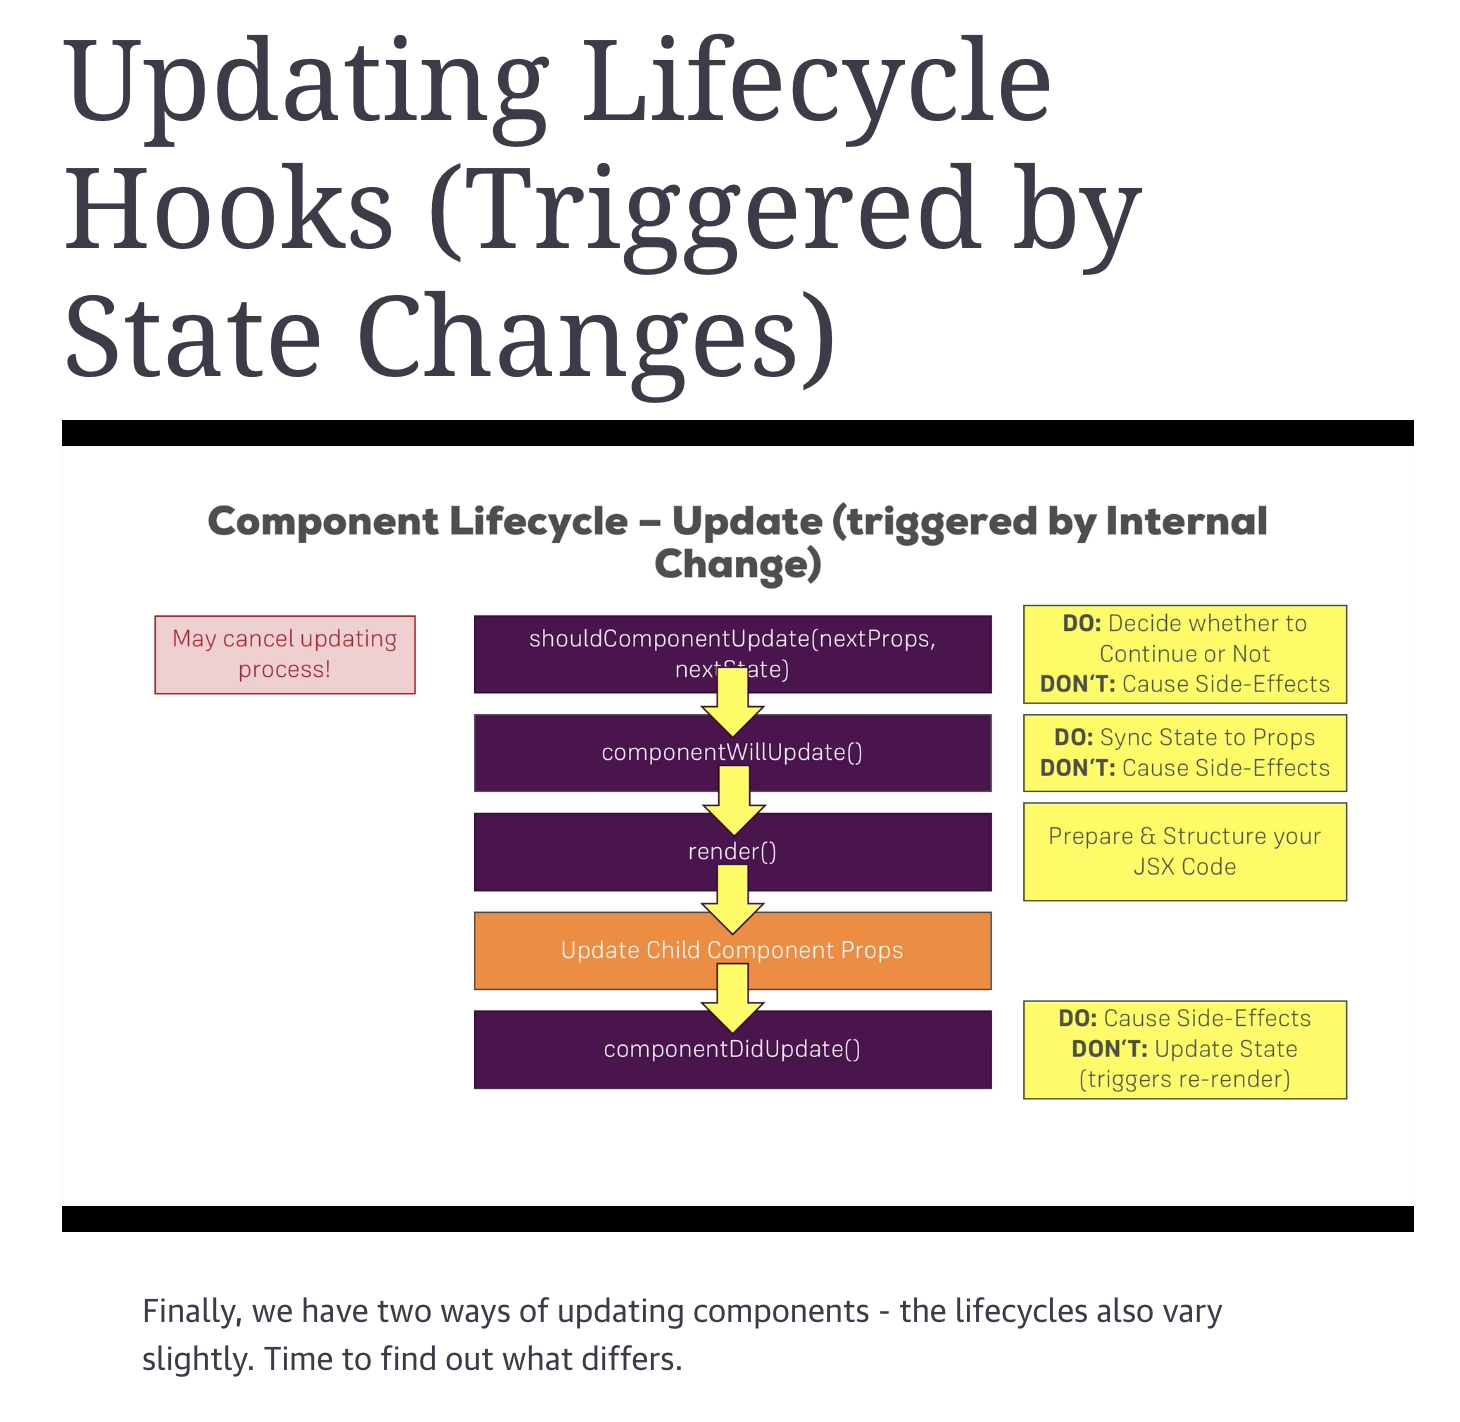 Updating Lifecycle
Hooks (Triggered by
State Changes)
Component Lifecycle – Update (triggered by Internal
Change)
May cancel updating
process!
shouldComponentUpdate(nextProps,
nextState)
DO: Decide whether to
Continue or Not
DON‘T: Cause Side-Effects
componentWillUpdate()
DO: Sync State to Props
DON‘T: Cause Side-Effects
render()
Prepare & Structure your
JSX Code
Update Child Component Props
componentDidUpdate()
DO: Cause Side-Effects
DON‘T: Update State
(triggers re-render)
Finally, we have two ways of updating components - the lifecycles also vary
slightly. Time to find out what differs.